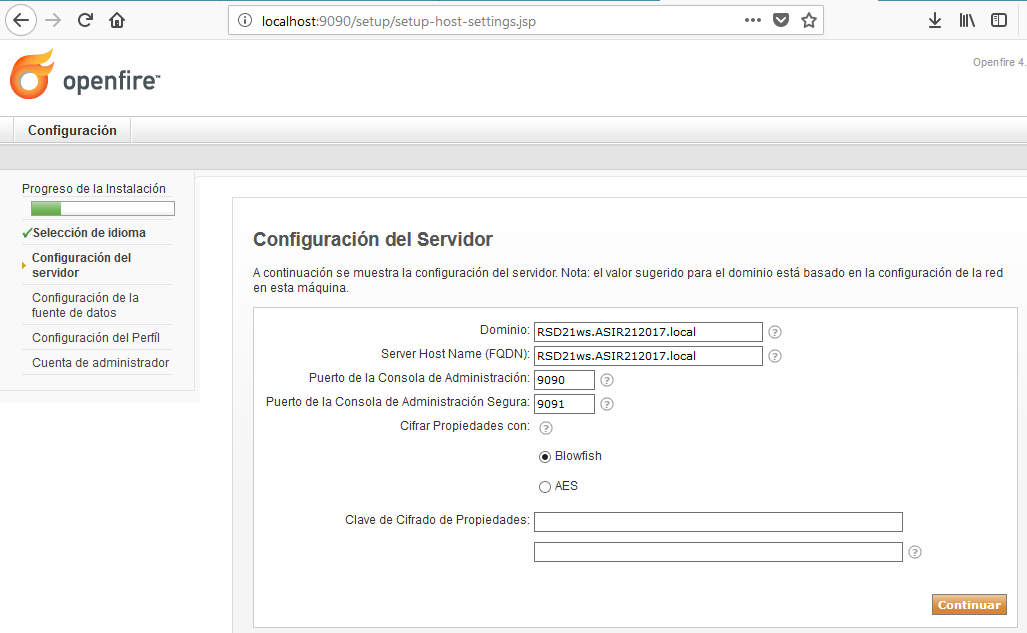 localhost:9090/setup/setup-host-settings.jsp
openfire™
Openfire 4.
Configuración
Progreso de la Instalación
Selección de idioma
Configuración del
servidor
Configuración de la
fuente de datos
Configuración del Perfíl
Cuenta de administrador
Configuración del Servidor
A continuación se muestra la configuración del servidor. Nota: el valor sugerido para el dominio está basado en la configuración de la red
en esta máquina.
Dominio: RSD21ws.ASIR212017.local
Server Host Name (FQDN): RSD21ws.ASIR212017.local
Puerto de la Consola de Administración: 9090
Puerto de la Consola de Administración Segura: 9091
Cifrar Propiedades con:
Blowfish
AES
Clave de Cifrado de Propiedades:
Continuar